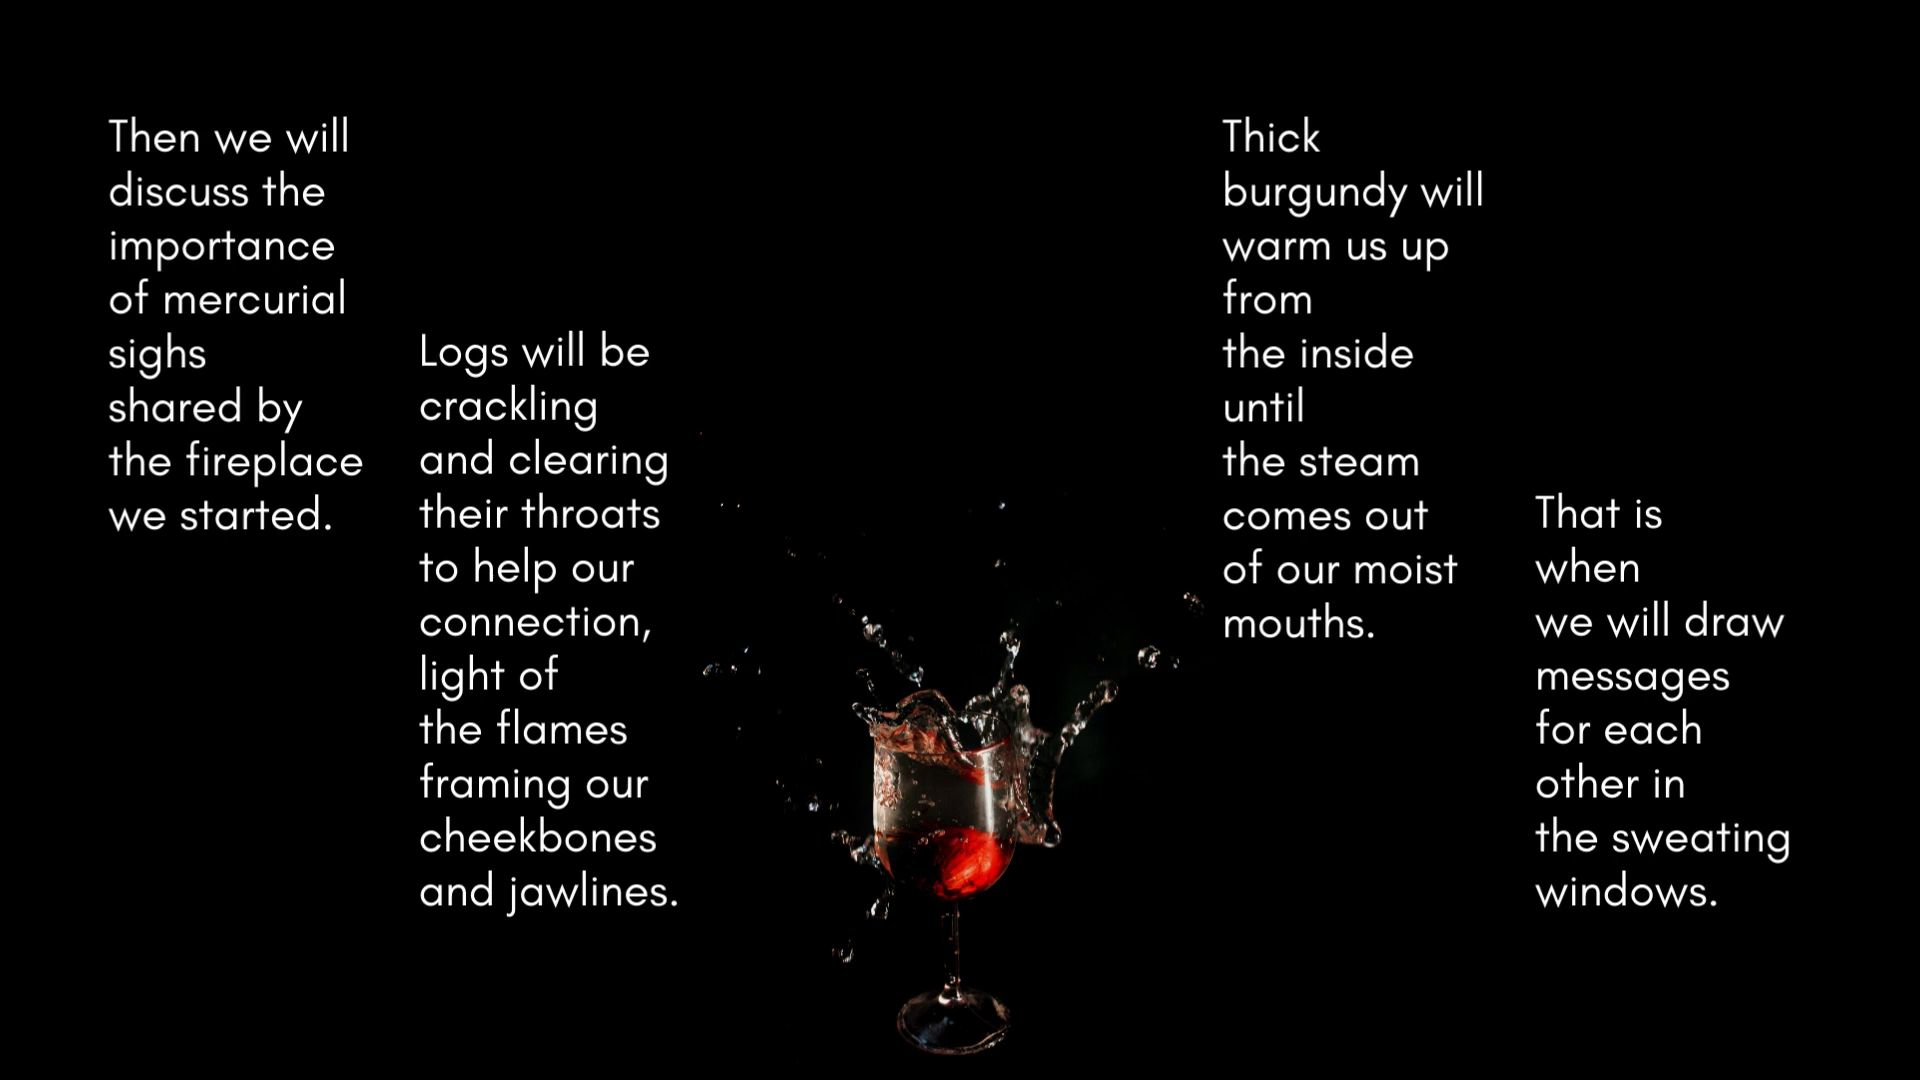 Then we will
discuss the
importance
of mercurial
sighs
shared by
the fireplace
we started.
Logs will be
crackling
and clearing
their throats
to help our
connection,
light of
the flames
framing our
cheekbones
and jawlines.
Thick
burgundy will
warm us up
from
the inside
until
the steam
comes out
of our moist
mouths.
That is
when
we will draw
messages
for each
other in
the sweating
windows.